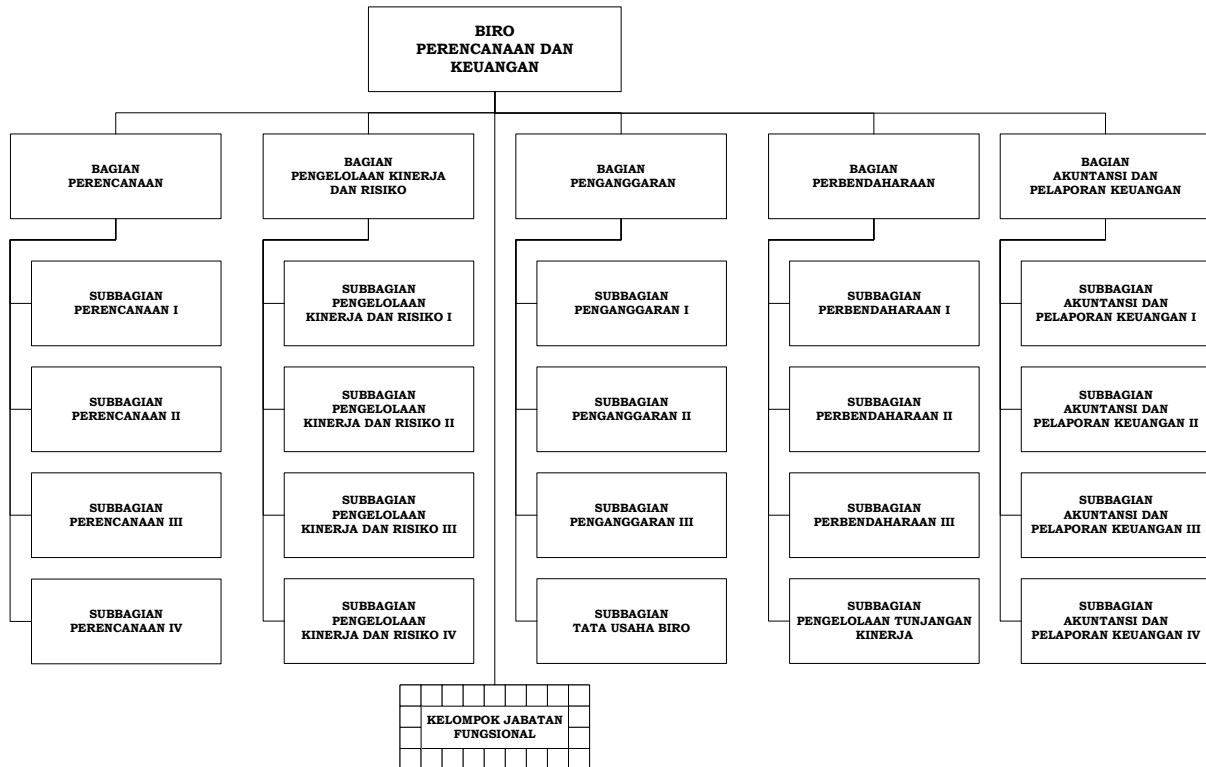 BIRO
PERENCANAAN DAN
KEUANGAN
BAGIAN
PERENCANAAN
BAGIAN
PENGELOLAAN KINERJA
DAN RISIKO
BAGIAN
PENGANGGARAN
BAGIAN
PERBENDAHARAAN
BAGIAN
AKUNTANSI DAN
PELAPORAN KEUANGAN
SUBBAGIAN
PERENCANAAN I
SUBBAGIAN
PENGELOLAAN
KINERJA DAN RISIKO I
SUBBAGIAN
PENGANGGARAN I
SUBBAGIAN
PERBENDAHARAAN I
SUBBAGIAN
AKUNTANSI DAN
PELAPORAN KEUANGAN I
SUBBAGIAN
PERENCANAAN II
SUBBAGIAN
PENGELOLAAN
KINERJA DAN RISIKO II
SUBBAGIAN
PENGANGGARAN II
SUBBAGIAN
PERBENDAHARAAN II
SUBBAGIAN
AKUNTANSI DAN
PELAPORAN KEUANGAN II
SUBBAGIAN
PERENCANAAN III
SUBBAGIAN
PENGELOLAAN
KINERJA DAN RISIKO III
SUBBAGIAN
PENGANGGARAN III
SUBBAGIAN
PERBENDAHARAAN III
SUBBAGIAN
AKUNTANSI DAN
PELAPORAN KEUANGAN III
SUBBAGIAN
PERENCANAAN IV
SUBBAGIAN
PENGELOLAAN
KINERJA DAN RISIKO IV
SUBBAGIAN
TATA USAHA BIRO
SUBBAGIAN
PENGELOLAAN TUNJANGAN
KINERJA
SUBBAGIAN
AKUNTANSI DAN
PELAPORAN KEUANGAN IV
KELOMPOK JABATAN
FUNGSIONAL